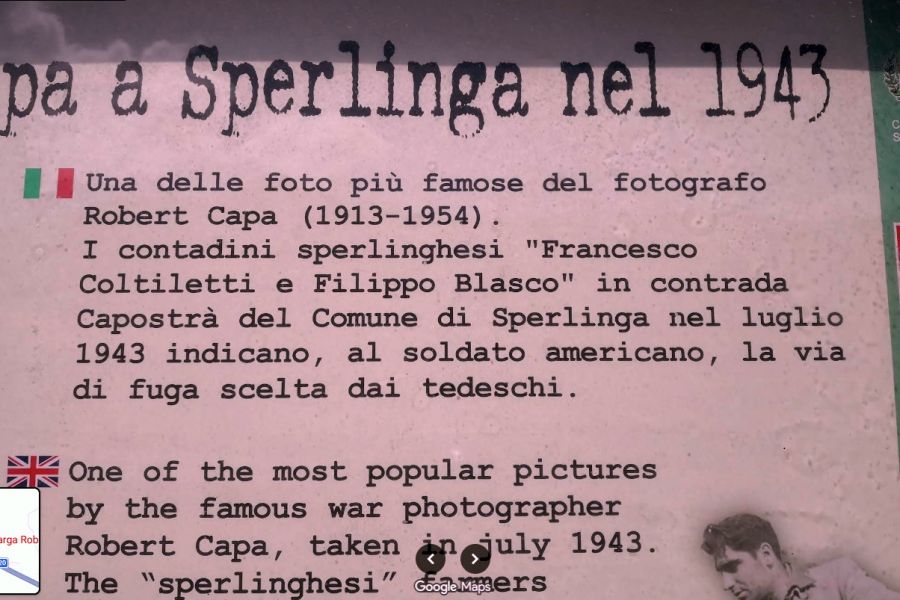 pa a Sperlinga nel 1943
Una delle foto più famose del fotografo
Robert Capa (1913-1954).
I contadini sperlinghesi "Francesco
Coltiletti e Filippo Blasco" in contrada
Capostrà del Comune di Sperlinga nel luglio
1943 indicano, al soldato americano, la via
di fuga scelta dai tedeschi.
One of the most popular pictures
by the famous war photographer
Robert Capa, taken in july 1943.
The “sperlinghesi” farmers
arga Rob
Google Maps